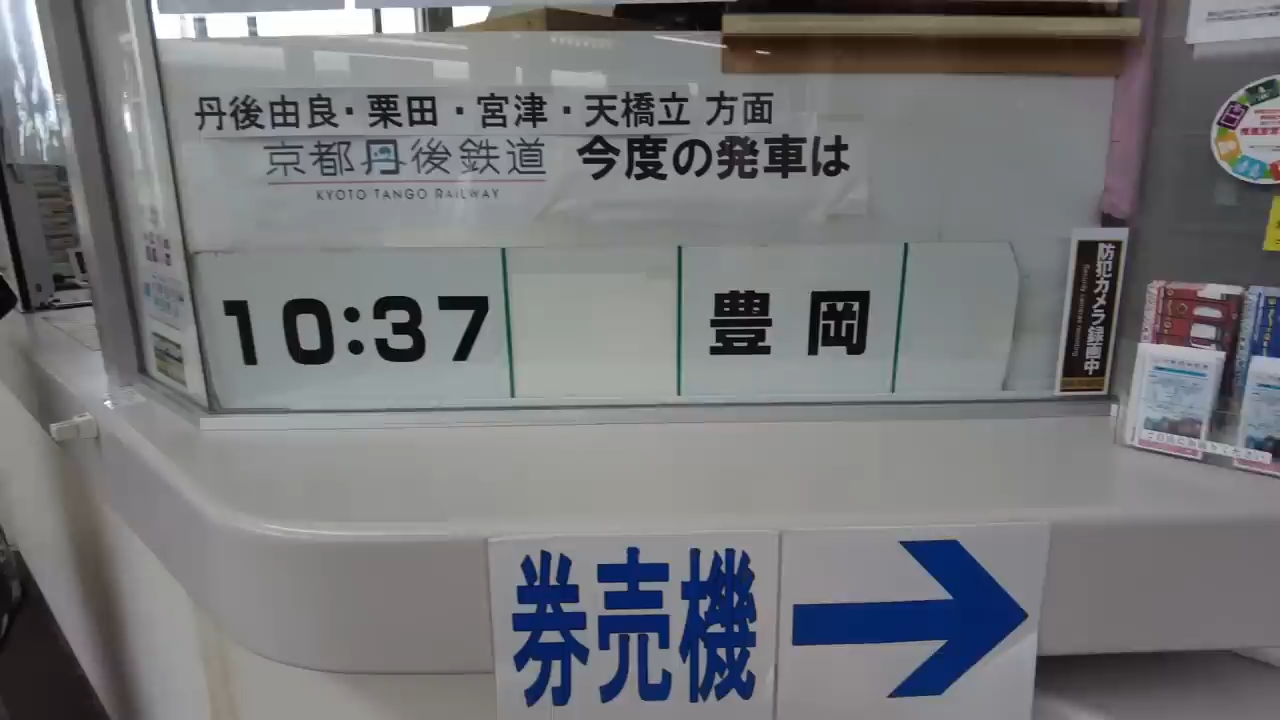 丹後由良・栗田・宮津・天橋立 方面
京都丹後鉄道 今度の発車は
KYOTO TANGO RAILWAY
10:37 豊岡
防犯カメラ録画中
券売機